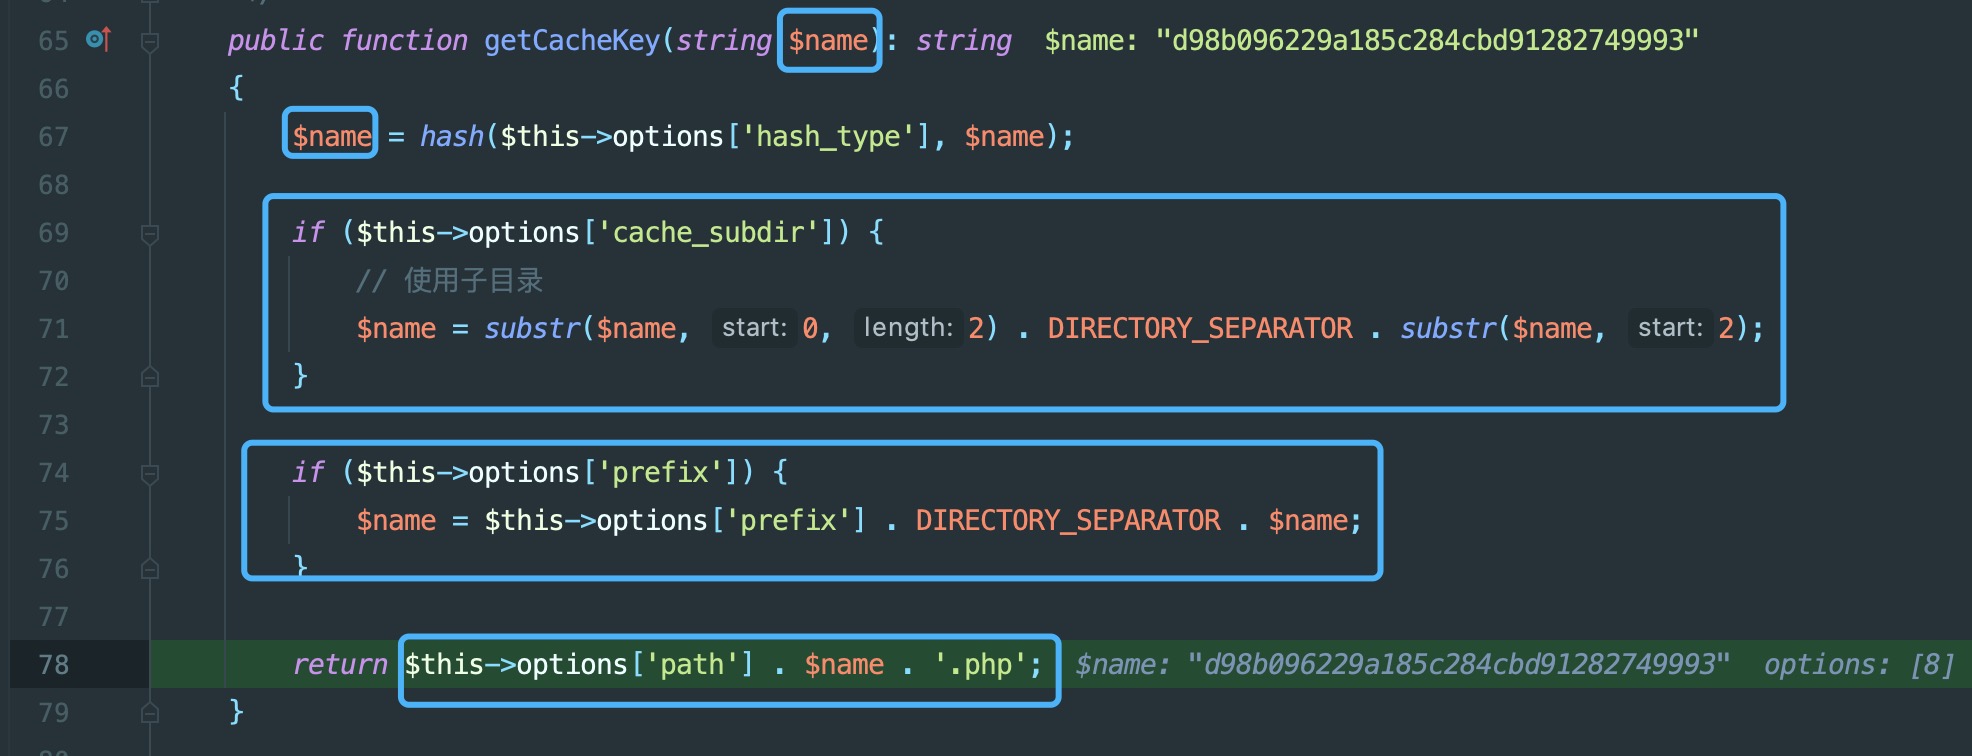 65 public function getCacheKey(string $name): string $name: "d98b096229a185c284cbd91282749993"
66 {
67 $name = hash($this->options['hash_type'], $name);
68
69 if ($this->options['cache_subdir']) {
70 // 使用子目录
71 $name = substr($name, start: 0, length: 2) . DIRECTORY_SEPARATOR . substr($name, start: 2);
72 }
73
74 if ($this->options['prefix']) {
75 $name = $this->options['prefix'] . DIRECTORY_SEPARATOR . $name;
76 }
77
78 return $this->options['path'] . $name . '.php'; $name: "d98b096229a185c284cbd91282749993" options: [8]
79 }